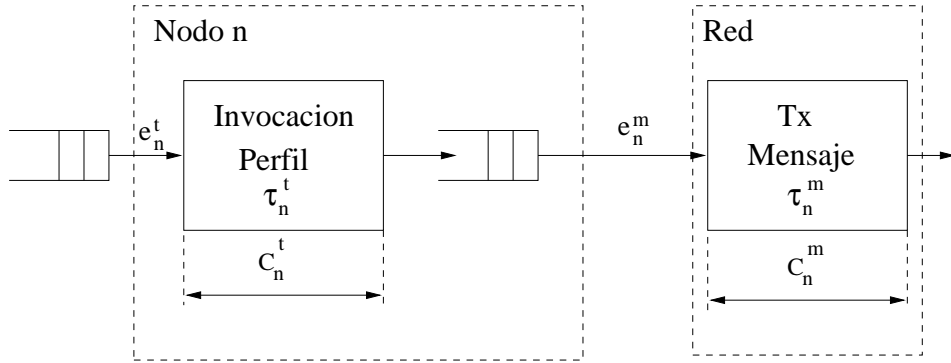 Nodo n
Red
Invocacion
Perfil
τ_n^t
Tx
Mensaje
τ_n^m
e_n^t
e_n^m
C_n^t
C_n^m